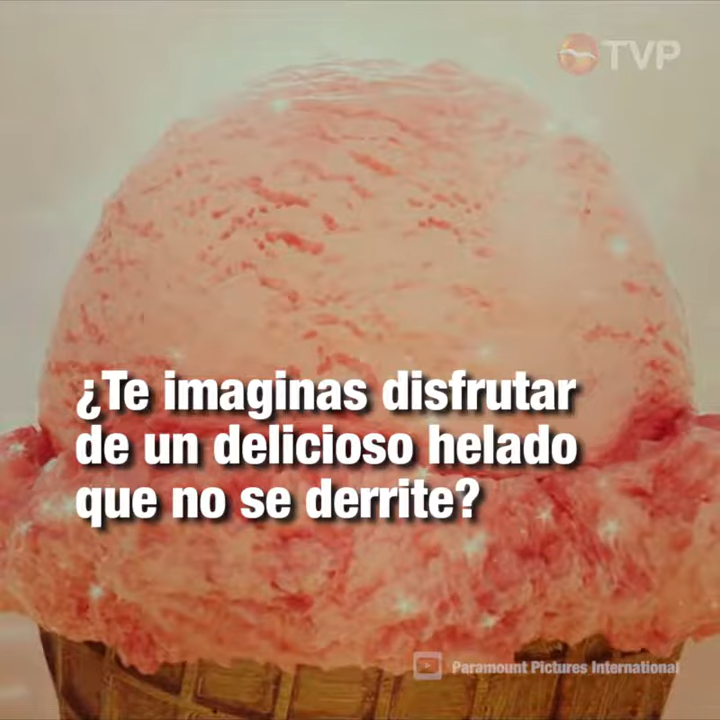 TVP
¿Te imaginas disfrutar
de un delicioso helado
que no se derrite?
Paramount Pictures International